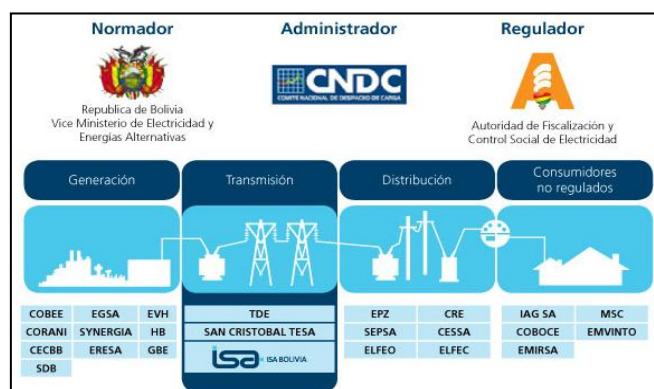 Normador
Administrador
Regulador
CNDC
COMITÉ NACIONAL DE DESPACHO DE CARGA
Republica de Bolivia
Vice Ministerio de Electricidad y
Energías Alternativas
Autoridad de Fiscalización y
Control Social de Electricidad
Generación
Transmisión
Distribución
Consumidores
no regulados
COBEE EGSA EVH
CORANI SYNERGIA HB
CECBB ERESA GBE
SDB
TDE
SAN CRISTOBAL TESA
isa ISA BOLIVIA
EPZ CRE
SEPSA CESSA
ELFEO ELFEC
IAG SA MSC
COBOCE EMVINTO
EMIRSA